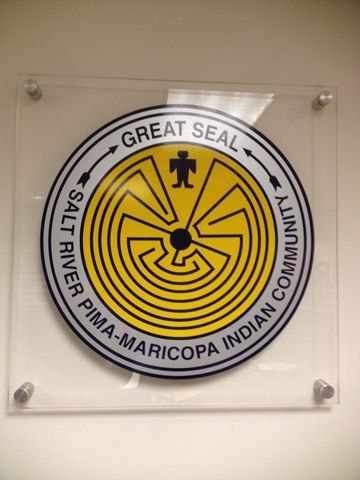 GREAT SEAL
SALT RIVER PIMA-MARICOPA INDIAN COMMUNITY